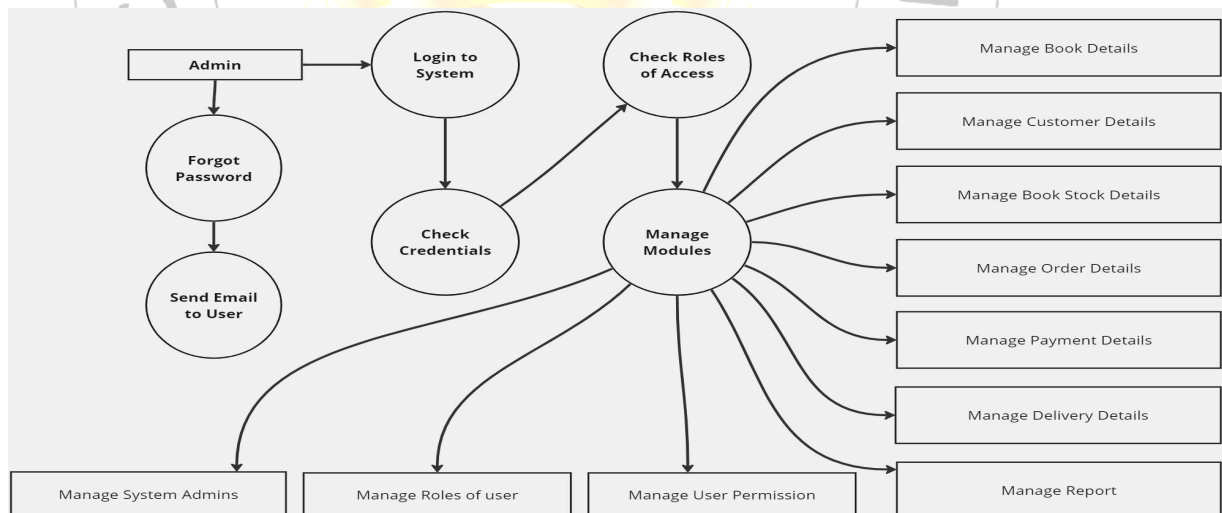 Admin
Login to
System
Check Roles
of Access
Manage Book Details
Manage Customer Details
Forgot
Password
Manage Book Stock Details
Check
Credentials
Manage
Modules
Manage Order Details
Send Email
to User
Manage Payment Details
Manage Delivery Details
Manage System Admins
Manage Roles of user
Manage User Permission
Manage Report